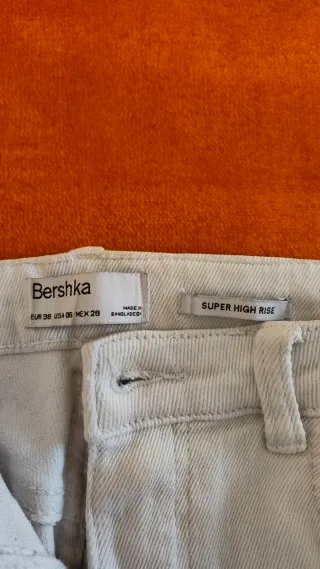 Bershka
MADE IN
EUR 38 USA 06 MEX 28 BANGLADESH
SUPER HIGH RISE